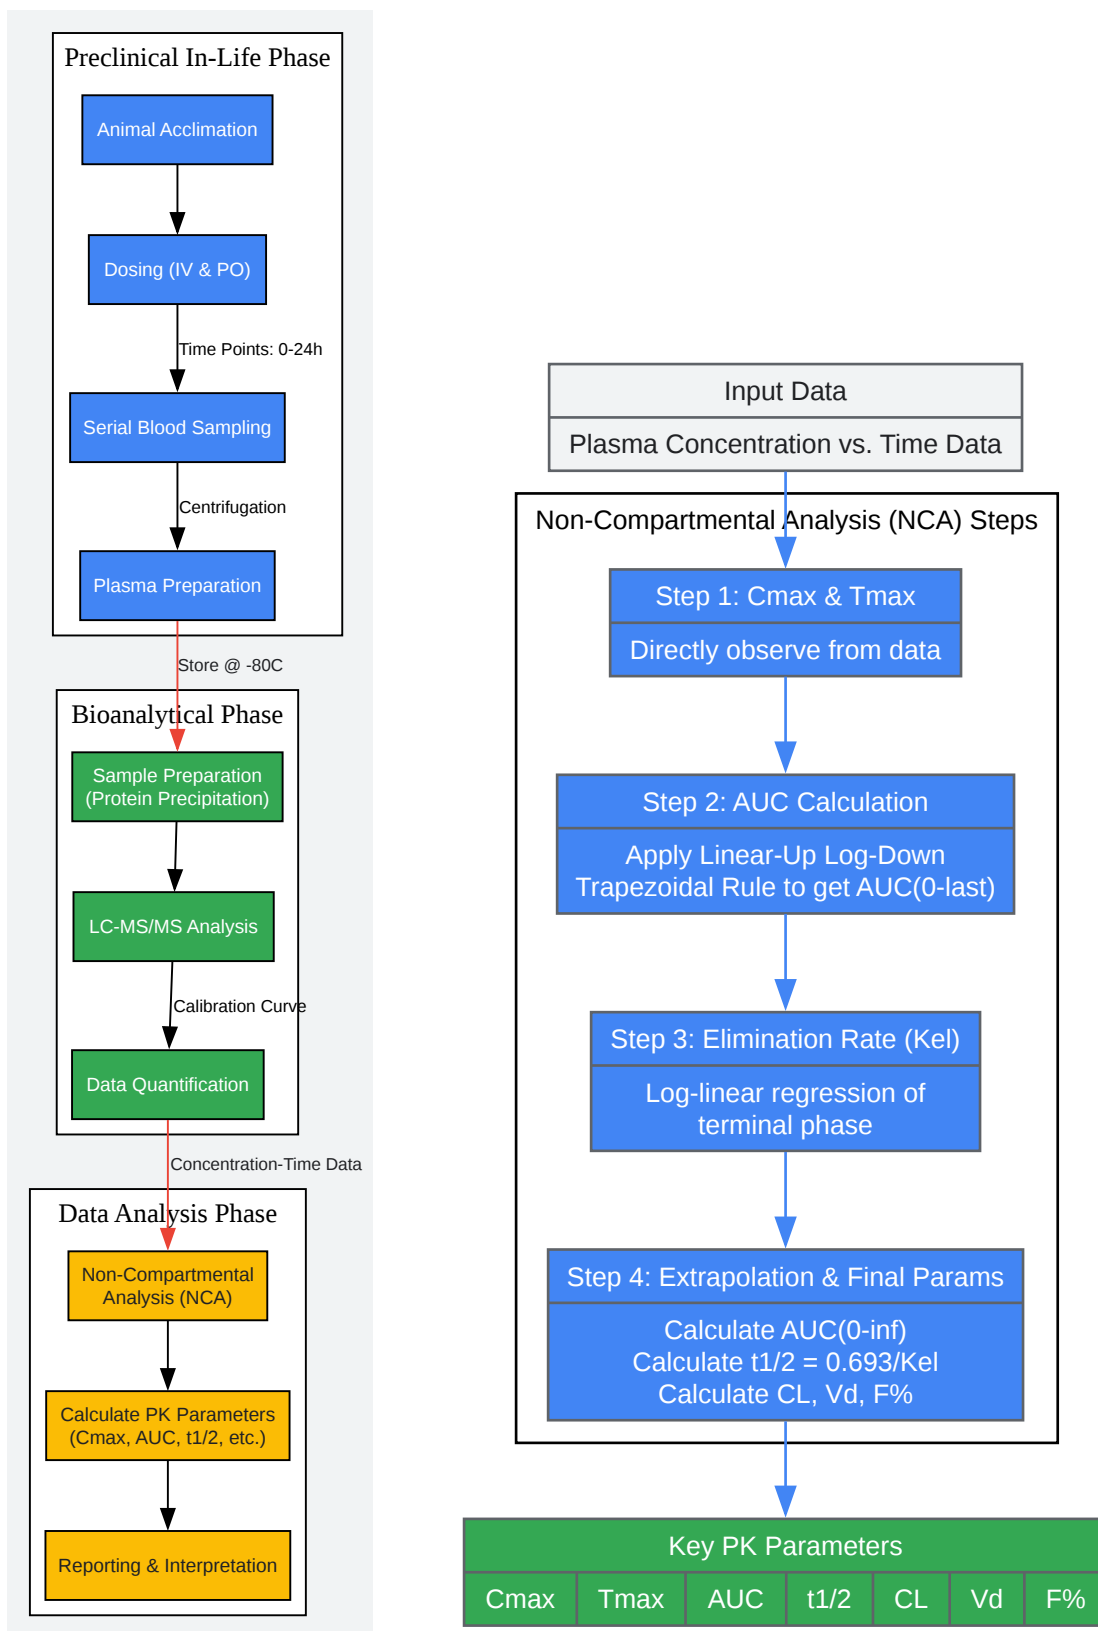 Preclinical In-Life Phase
Animal Acclimation
Dosing (IV & PO)
Time Points: 0-24h
Serial Blood Sampling
Centrifugation
Plasma Preparation
Store @ -80C
Bioanalytical Phase
Sample Preparation
(Protein Precipitation)
LC-MS/MS Analysis
Calibration Curve
Data Quantification
Concentration-Time Data
Data Analysis Phase
Non-Compartmental
Analysis (NCA)
Calculate PK Parameters
(Cmax, AUC, t1/2, etc.)
Reporting & Interpretation
Input Data
Plasma Concentration vs. Time Data
Non-Compartmental Analysis (NCA) Steps
Step 1: Cmax & Tmax
Directly observe from data
Step 2: AUC Calculation
Apply Linear-Up Log-Down
Trapezoidal Rule to get AUC(0-last)
Step 3: Elimination Rate (Kel)
Log-linear regression of
terminal phase
Step 4: Extrapolation & Final Params
Calculate AUC(0-inf)
Calculate t1/2 = 0.693/Kel
Calculate CL, Vd, F%
Key PK Parameters
Cmax Tmax AUC t1/2 CL Vd F%